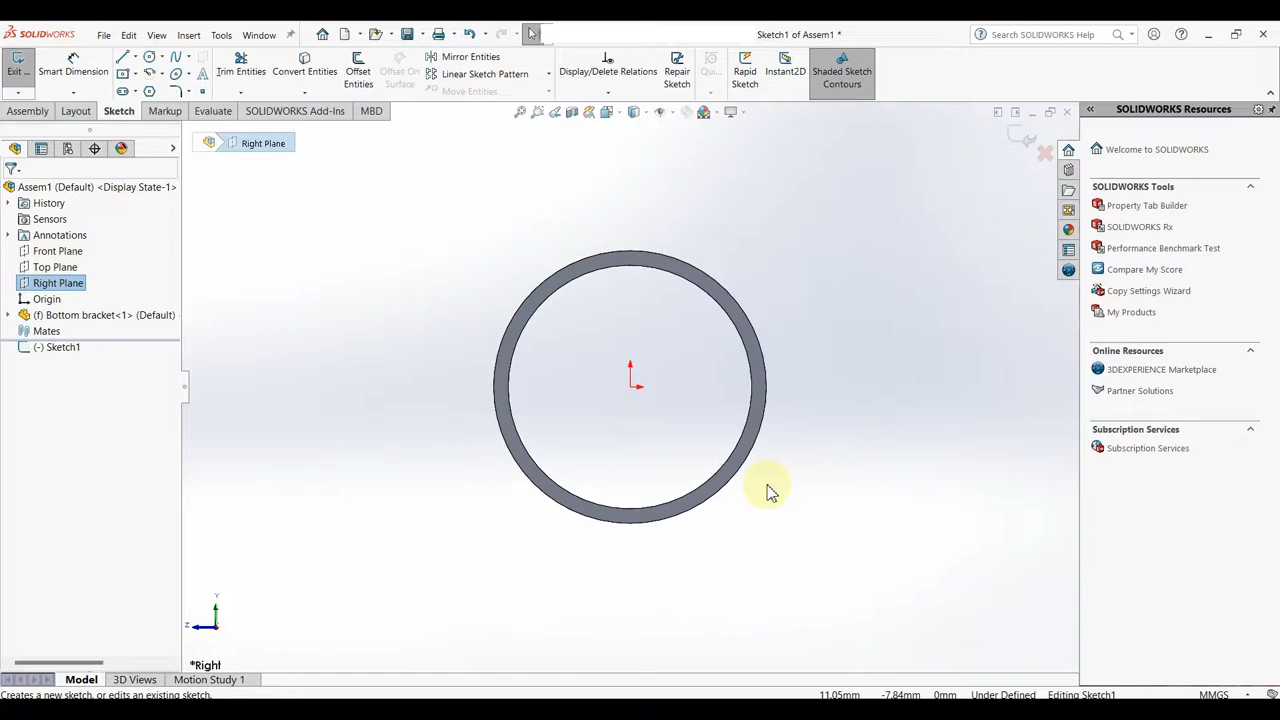 SOLIDWORKS File Edit View Insert Tools Window Sketch1 of Assem1 * Search SOLIDWORKS Help
Exit... Smart Dimension Trim Entities Convert Entities Offset Entities Offset On Surface Mirror Entities Linear Sketch Pattern Move Entities Display/Delete Relations Repair Sketch Qui... Rapid Sketch Instant2D Shaded Sketch Contours
Assembly Layout Sketch Markup Evaluate SOLIDWORKS Add-Ins MBD
SOLIDWORKS Resources
Right Plane
Welcome to SOLIDWORKS
Assem1 (Default) <Display State-1>
History
Sensors
Annotations
Front Plane
Top Plane
Right Plane
Origin
(f) Bottom bracket<1> (Default)
Mates
(-) Sketch1
SOLIDWORKS Tools
Property Tab Builder
SOLIDWORKS Rx
Performance Benchmark Test
Compare My Score
Copy Settings Wizard
My Products
Online Resources
3DEXPERIENCE Marketplace
Partner Solutions
Subscription Services
Subscription Services
Y
Z
*Right
Model 3D Views Motion Study 1
Creates a new sketch, or edits an existing sketch. 11.05mm -7.84mm 0mm Under Defined Editing Sketch1 MMGS